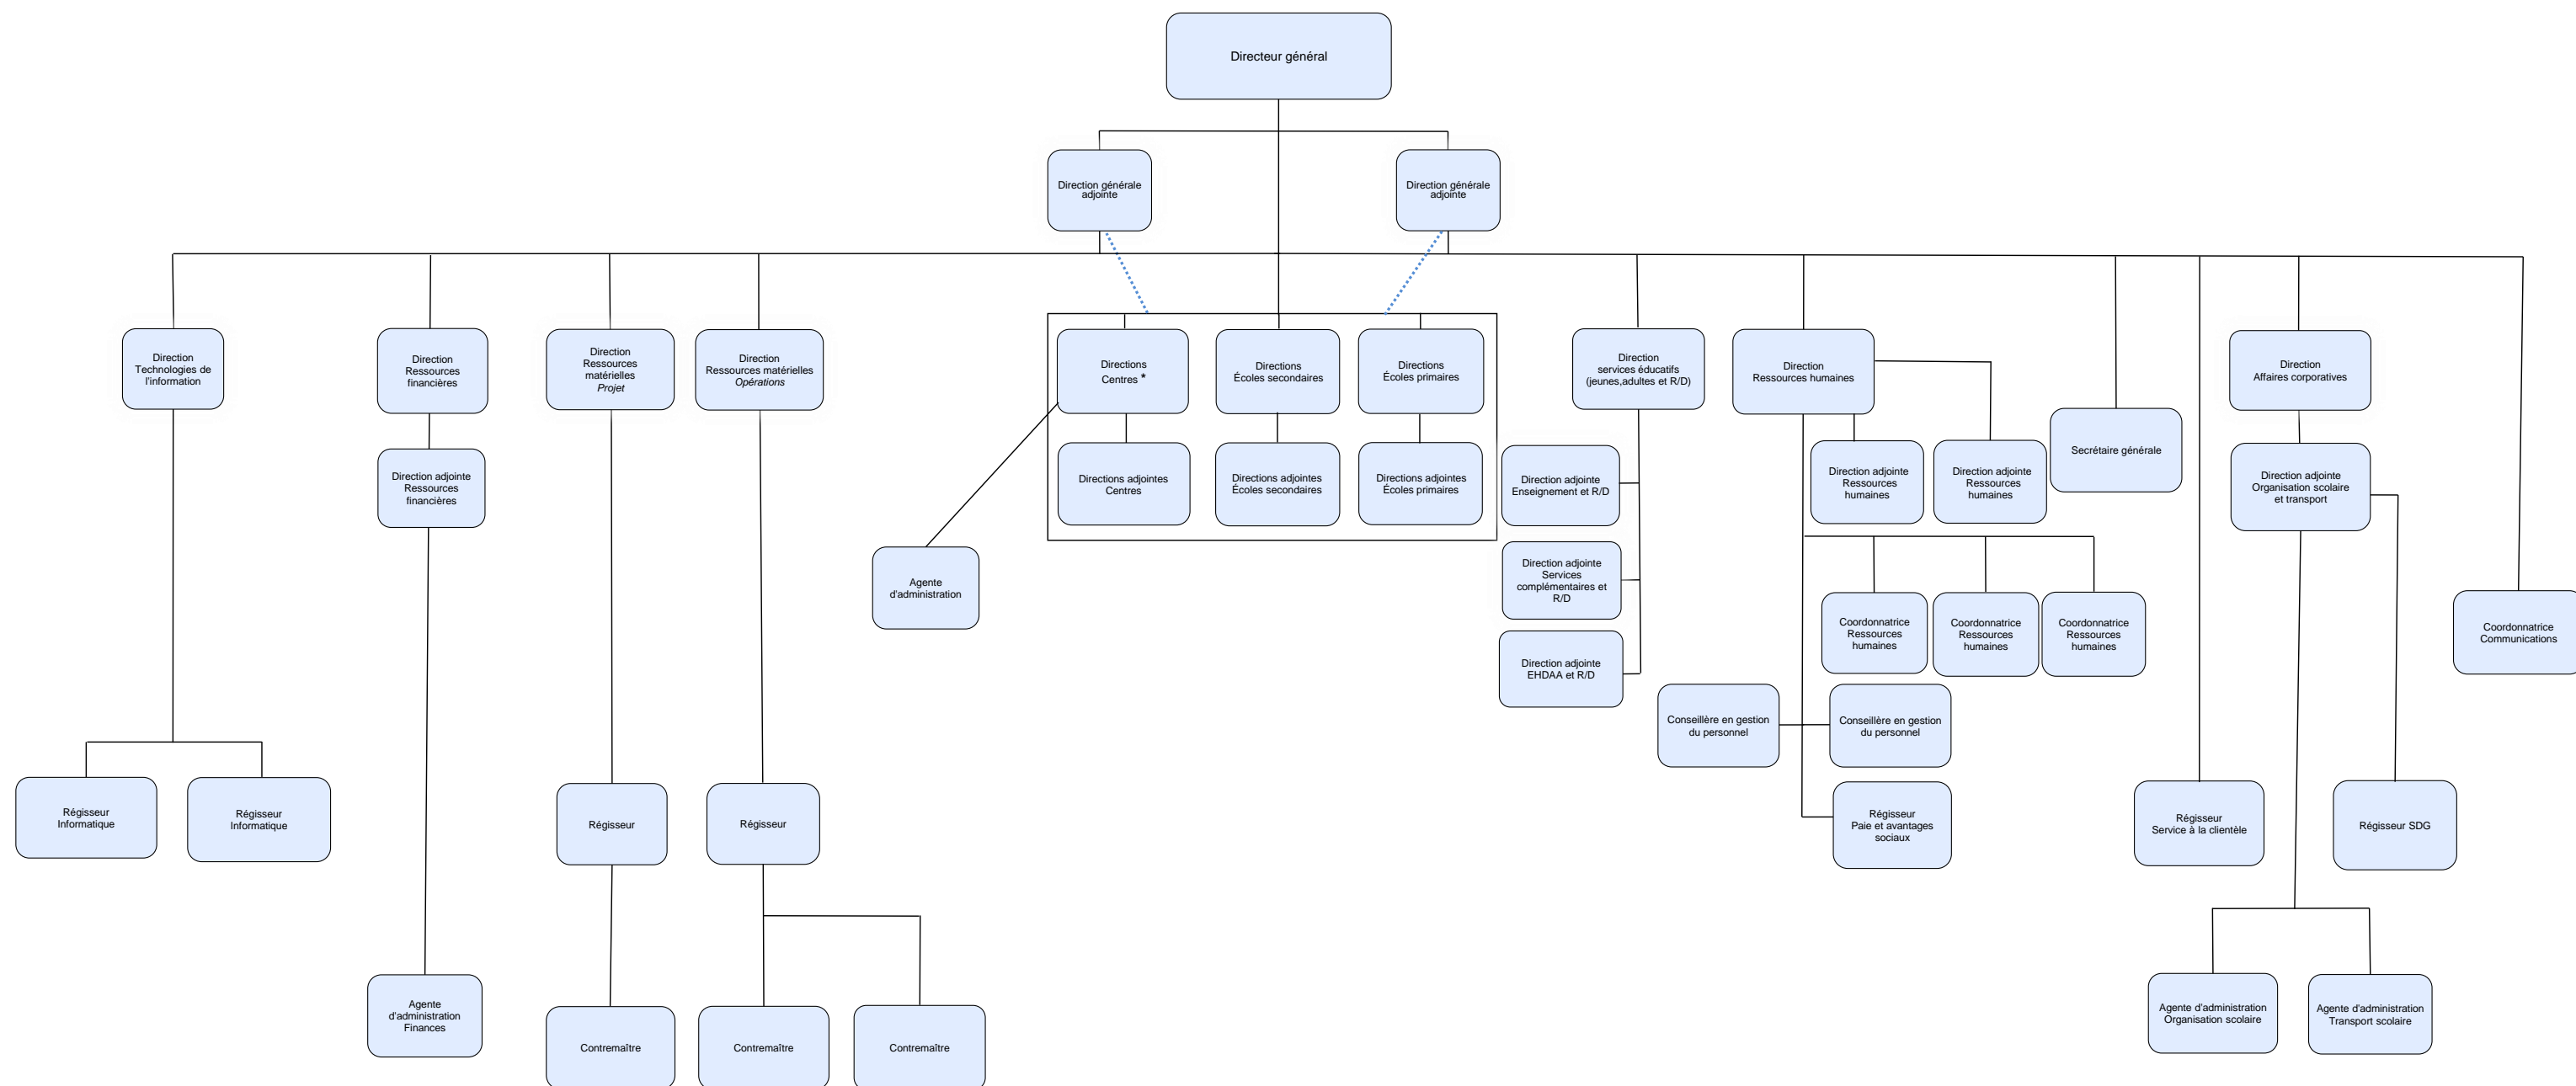 Directeur général
Direction générale
adjointe
Direction générale
adjointe
Direction
Technologies de
l'information
Direction
Ressources
financières
Direction
Ressources
matérielles
Projet
Direction
Ressources matérielles
Opérations
Directions
Centres *
Directions
Écoles secondaires
Directions
Écoles primaires
Direction
services éducatifs
(jeunes,adultes et R/D)
Direction
Ressources humaines
Direction
Affaires corporatives
Direction adjointe
Ressources
financières
Directions adjointes
Centres
Directions adjointes
Écoles secondaires
Directions adjointes
Écoles primaires
Direction adjointe
Enseignement et R/D
Direction adjointe
Ressources
humaines
Direction adjointe
Ressources
humaines
Secrétaire générale
Direction adjointe
Organisation scolaire
et transport
Agente
d'administration
Direction adjointe
Services
complémentaires et
R/D
Coordonnatrice
Ressources
humaines
Coordonnatrice
Ressources
humaines
Coordonnatrice
Ressources
humaines
Coordonnatrice
Communications
Direction adjointe
EHDAA et R/D
Conseillère en gestion
du personnel
Conseillère en gestion
du personnel
Régisseur
Informatique
Régisseur
Informatique
Régisseur
Régisseur
Régisseur
Paie et avantages
sociaux
Régisseur
Service à la clientèle
Régisseur SDG
Agente
d'administration
Finances
Contremaître
Contremaître
Contremaître
Agente d'administration
Organisation scolaire
Agente d'administration
Transport scolaire